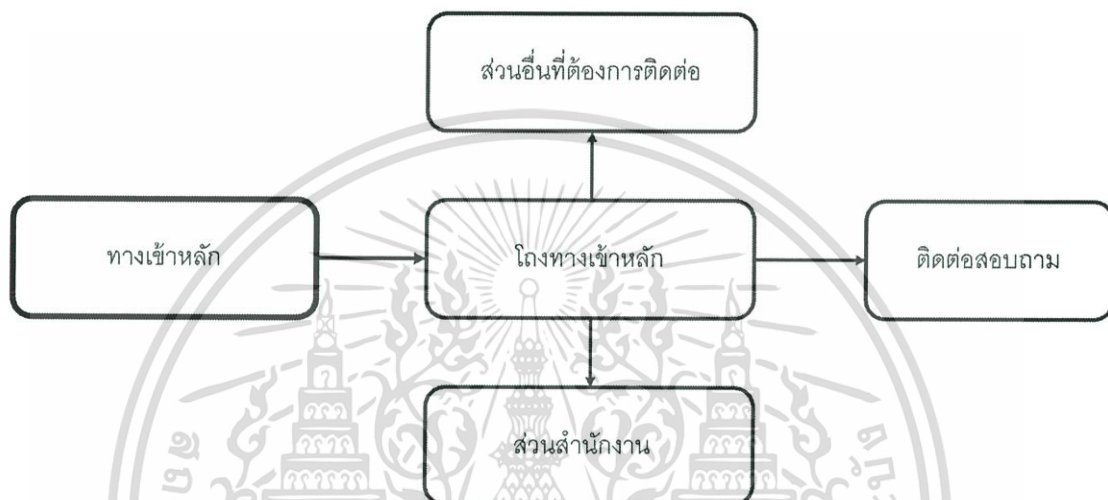 ส่วนอื่นที่ต้องการติดต่อ
ทางเข้าหลัก
โถงทางเข้าหลัก
ติดต่อสอบถาม
ส่วนสำนักงาน